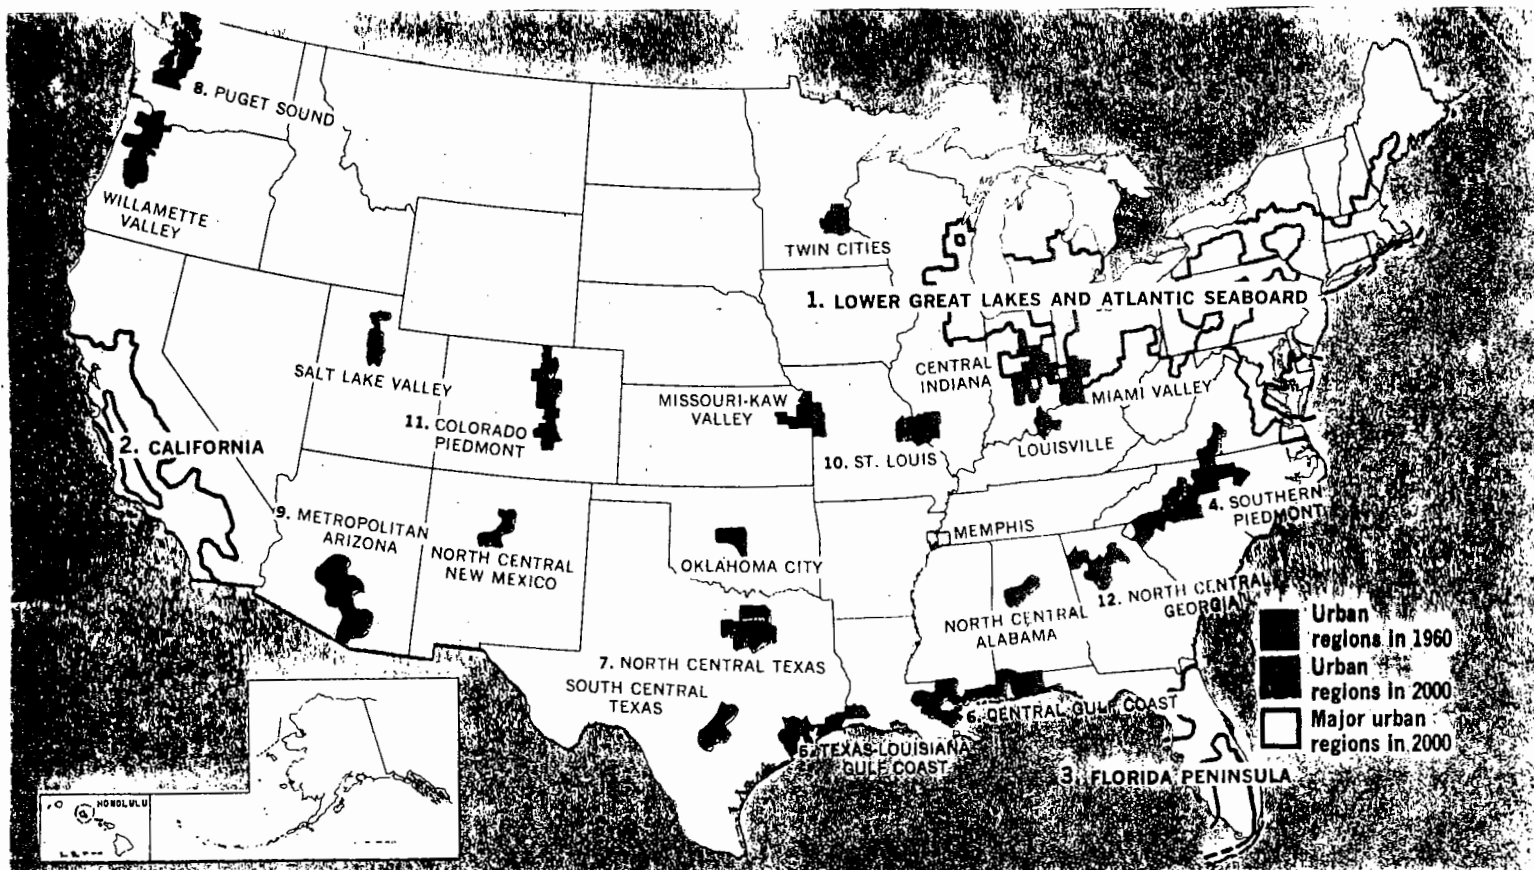 8. PUGET SOUND
WILLAMETTE
VALLEY
TWIN CITIES
1. LOWER GREAT LAKES AND ATLANTIC SEABOARD
SALT LAKE VALLEY
11. COLORADO
PIEDMONT
MISSOURI-KAW
VALLEY
CENTRAL
INDIANA
MIAMI VALLEY
2. CALIFORNIA
10. ST. LOUIS
LOUISVILLE
9. METROPOLITAN
ARIZONA
NORTH CENTRAL
NEW MEXICO
OKLAHOMA CITY
MEMPHIS
4. SOUTHERN
PIEDMONT
NORTH CENTRAL
ALABAMA
12. NORTH CENTRAL
GEORGIAN
7. NORTH CENTRAL TEXAS
SOUTH CENTRAL
TEXAS
5. TEXAS-LOUISIANA
GULF COAST
6. CENTRAL GULF COAST
3. FLORIDA PENINSULA
HONOLULU
Urban
regions in 1960
Urban
regions in 2000
Major urban
regions in 2000